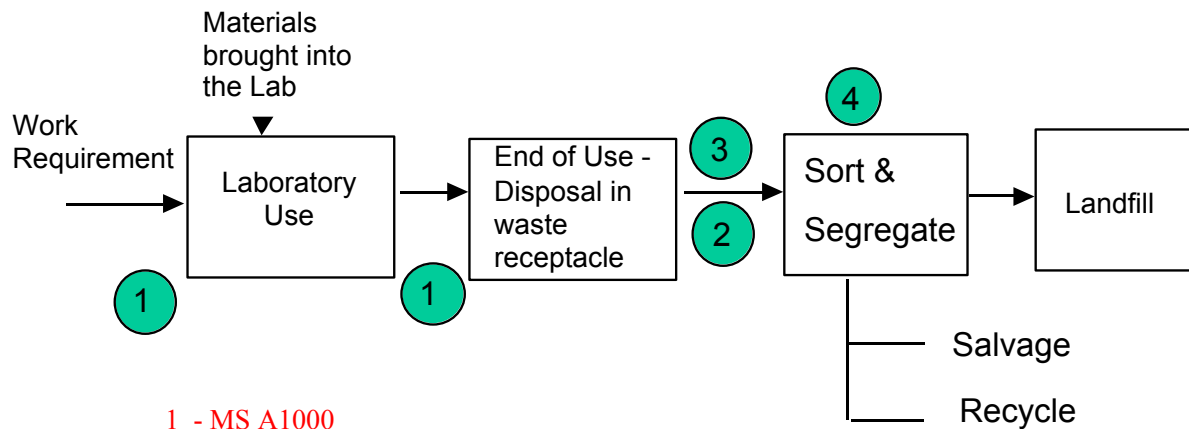 Materials
brought into
the Lab
Work
Requirement
Laboratory
Use
End of Use -
Disposal in
waste
receptacle
3
2
4
Sort &
Segregate
Landfill
1
1
Salvage
Recycle
1 - MS A1000